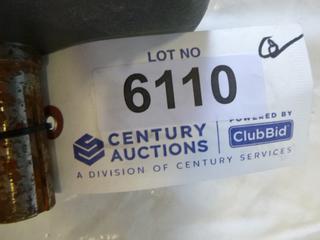 LOT NO
6110
CENTURY
AUCTIONS
POWERED BY
ClubBid
A DIVISION OF CENTURY SERVICES